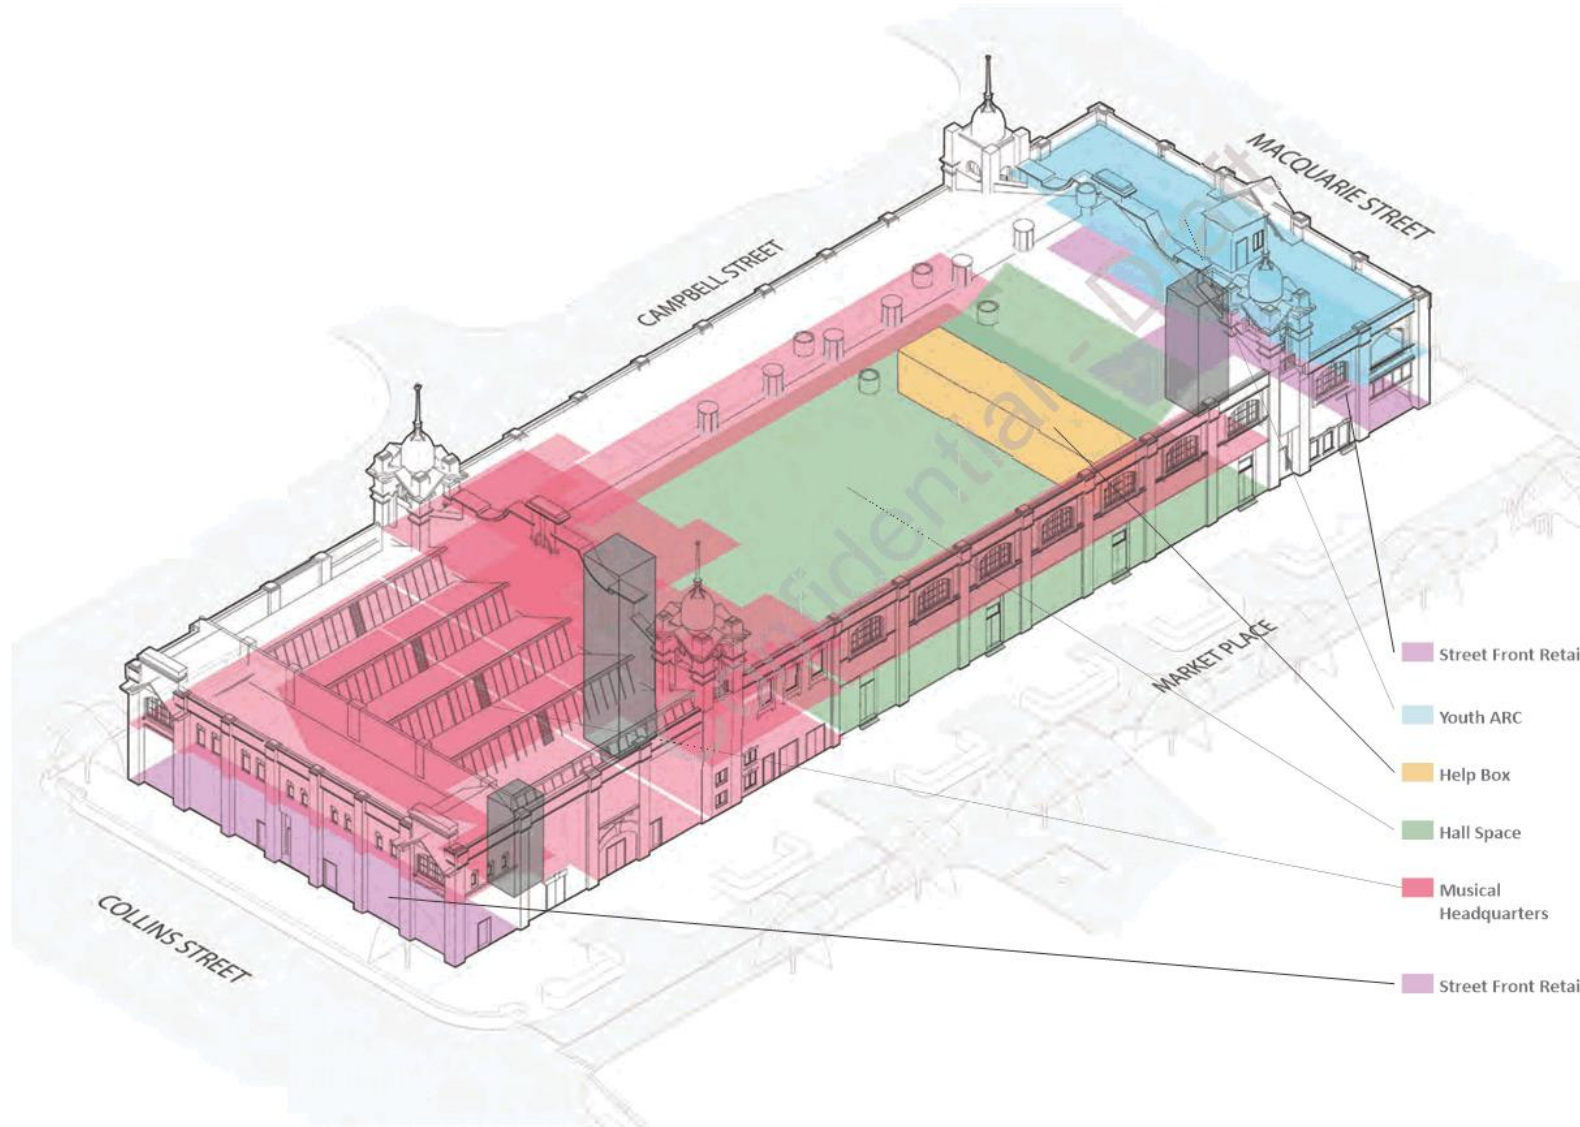 MACQUARIE STREET
CAMPBELL STREET
Confidential - Draft
MARKET PLACE
COLLINS STREET
Street Front Retai
Youth ARC
Help Box
Hall Space
Musical
Headquarters
Street Front Retai